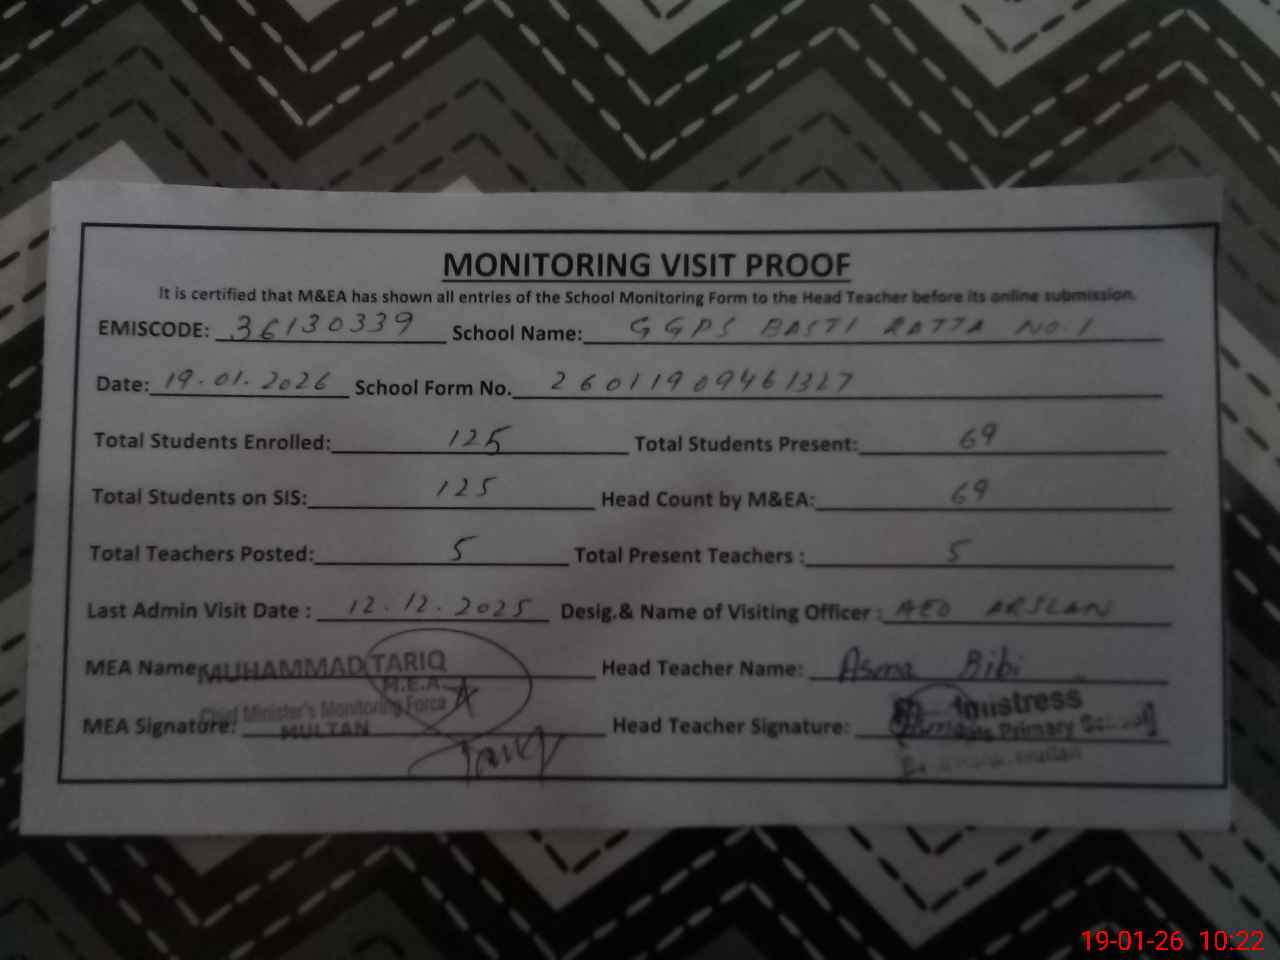 MONITORING VISIT PROOF
It is certified that M&EA has shown all entries of the School Monitoring Form to the Head Teacher before its online submission.
EMISCODE: 36130339 School Name: GGPS BASTI RATTA NO.1
Date: 19.01.2026 School Form No. 26011909461327
Total Students Enrolled: 125 Total Students Present: 69
Total Students on SIS: 125 Head Count by M&EA: 69
Total Teachers Posted: 5 Total Present Teachers : 5
Last Admin Visit Date : 12.12.2025 Desig.& Name of Visiting Officer : AEO ARSLAN
MEA Name MUHAMMAD TARIQ Head Teacher Name: Asma Bibi
M.E.A
Chief Minister's Monitoring Force
MEA Signature: MULTAN Head Teacher Signature:
Primary School
Tariq
19-01-26 10:22